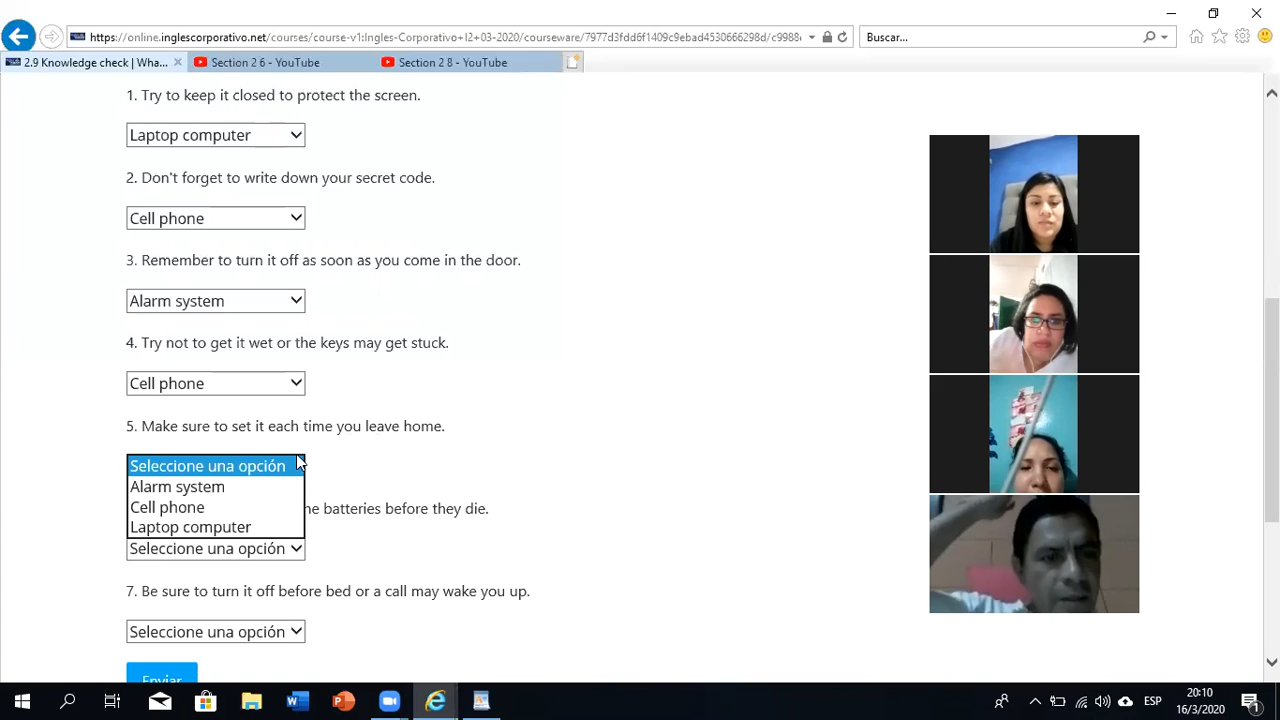 https://online.inglescorporativo.net/courses/course-v1:Ingles-Corporativo+I2+03-2020/courseware/7977d3fdd6f1409c9ebad4530666298d/c9988
Buscar...
2.9 Knowledge check | Wha...
Section 2 6 - YouTube
Section 2 8 - YouTube
1. Try to keep it closed to protect the screen.
Laptop computer
2. Don't forget to write down your secret code.
Cell phone
3. Remember to turn it off as soon as you come in the door.
Alarm system
4. Try not to get it wet or the keys may get stuck.
Cell phone
5. Make sure to set it each time you leave home.
Seleccione una opción
Alarm system
Cell phone
Laptop computer
he batteries before they die.
Seleccione una opción
7. Be sure to turn it off before bed or a call may wake you up.
Seleccione una opción
Enviar
ESP
20:10
16/3/2020
1